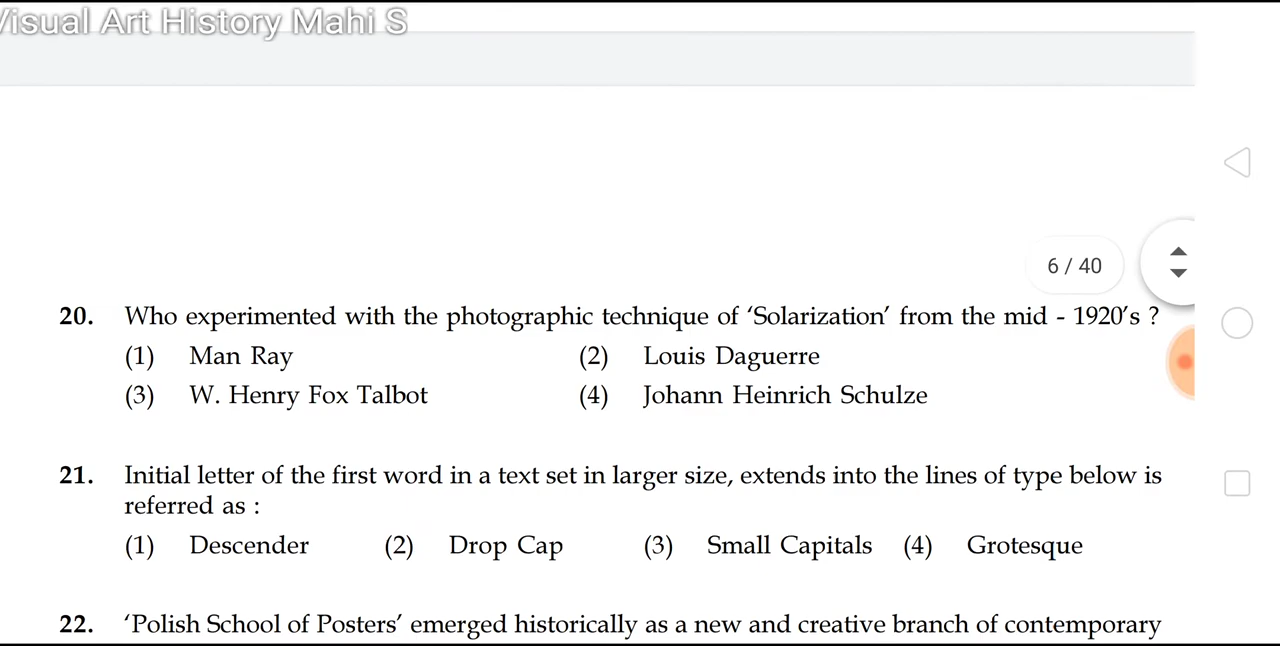 Visual Art History Mahi S
6 / 40
20. Who experimented with the photographic technique of ‘Solarization’ from the mid - 1920’s ?
(1) Man Ray (2) Louis Daguerre
(3) W. Henry Fox Talbot (4) Johann Heinrich Schulze
21. Initial letter of the first word in a text set in larger size, extends into the lines of type below is
referred as :
(1) Descender (2) Drop Cap (3) Small Capitals (4) Grotesque
22. ‘Polish School of Posters’ emerged historically as a new and creative branch of contemporary